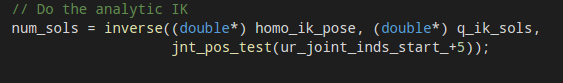 // Do the analytic IK
num_sols = inverse((double*) homo_ik_pose, (double*) q_ik_sols,
jnt_pos_test(ur_joint_inds_start_+5));